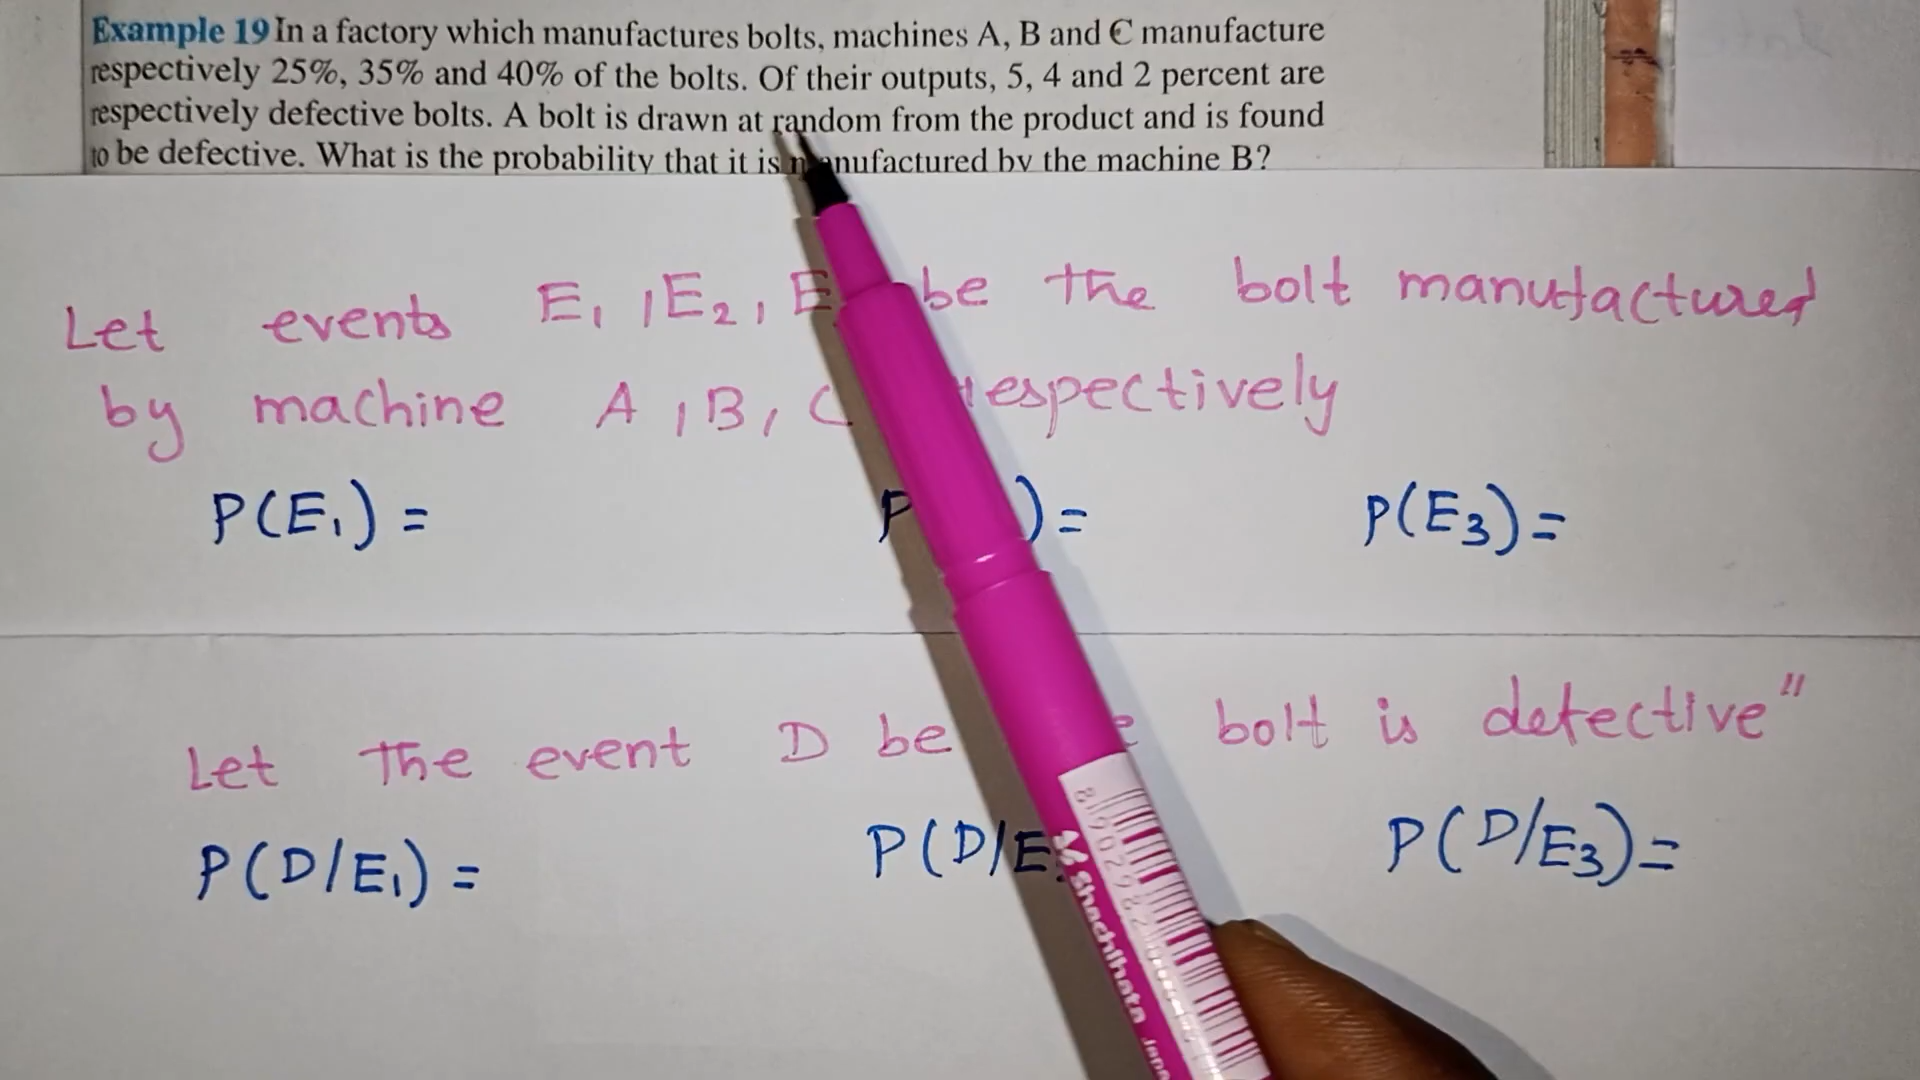 Example 19 In a factory which manufactures bolts, machines A, B and C manufacture
respectively 25%, 35% and 40% of the bolts. Of their outputs, 5, 4 and 2 percent are
respectively defective bolts. A bolt is drawn at random from the product and is found
to be defective. What is the probability that it is manufactured by the machine B?
Let events E₁, E₂, E be the bolt manufactured
by machine A, B, C respectively
P(E₁) = P )= P(E₃)=
Let the event D be bolt is defective"
P(D/E₁) = P(D/E P(D/E₃)=
Shachihata